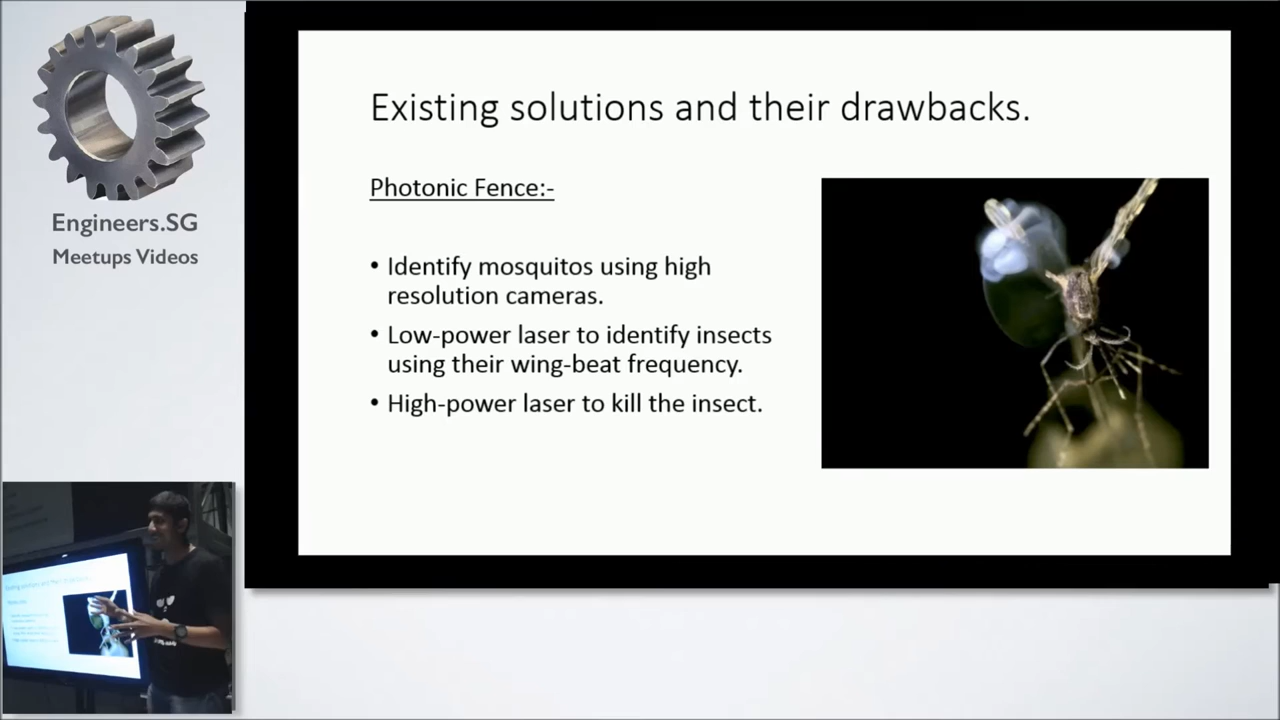 Engineers.SG
Meetups Videos
Existing solutions and their drawbacks.
Photonic Fence:-
• Identify mosquitos using high
resolution cameras.
• Low-power laser to identify insects
using their wing-beat frequency.
• High-power laser to kill the insect.